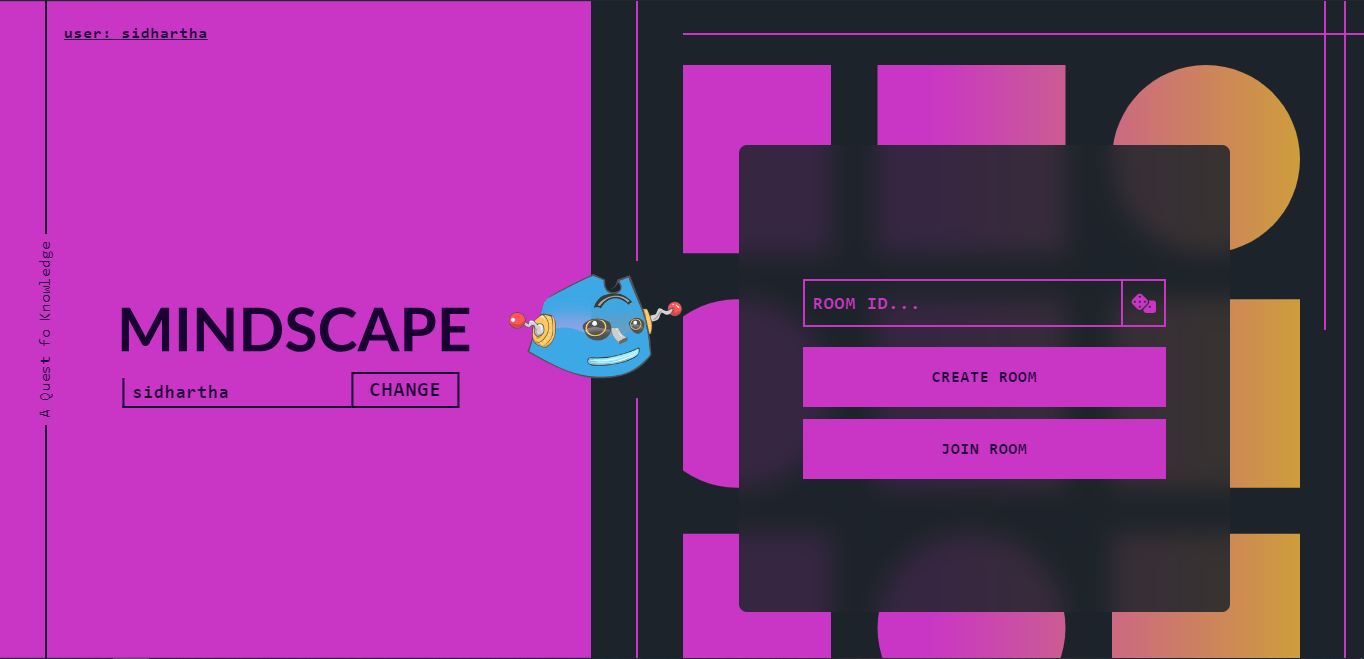 user: sidhartha
A Quest fo Knowledge
MINDSCAPE
sidhartha
CHANGE
ROOM ID...
CREATE ROOM
JOIN ROOM